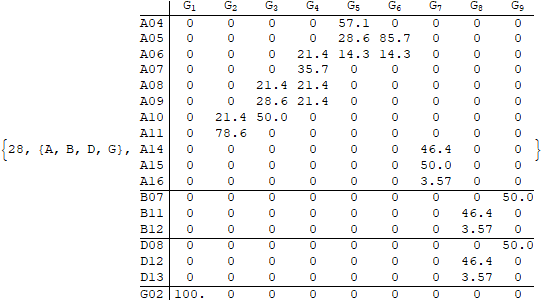 G1 G2 G3 G4 G5 G6 G7 G8 G9
A04 0 0 0 0 57.1 0 0 0 0
A05 0 0 0 0 28.6 85.7 0 0 0
A06 0 0 0 21.4 14.3 14.3 0 0 0
A07 0 0 0 35.7 0 0 0 0 0
A08 0 0 21.4 21.4 0 0 0 0 0
A09 0 0 28.6 21.4 0 0 0 0 0
A10 0 21.4 50.0 0 0 0 0 0 0
A11 0 78.6 0 0 0 0 0 0 0
{28, {A, B, D, G}, A14 0 0 0 0 0 0 46.4 0 0 }
A15 0 0 0 0 0 0 50.0 0 0
A16 0 0 0 0 0 0 3.57 0 0
B07 0 0 0 0 0 0 0 0 50.0
B11 0 0 0 0 0 0 0 46.4 0
B12 0 0 0 0 0 0 0 3.57 0
D08 0 0 0 0 0 0 0 0 50.0
D12 0 0 0 0 0 0 0 46.4 0
D13 0 0 0 0 0 0 0 3.57 0
G02 100. 0 0 0 0 0 0 0 0